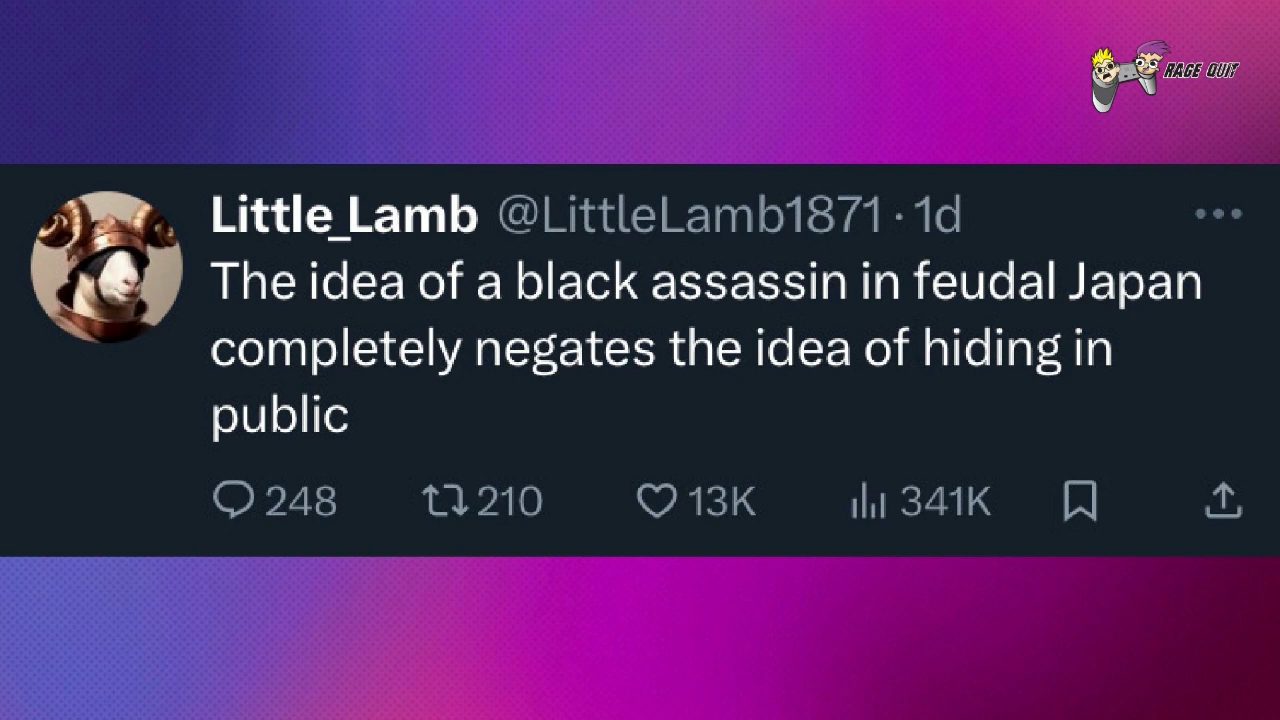 RAGE QUIT
Little_Lamb @LittleLamb1871 · 1d
The idea of a black assassin in feudal Japan
completely negates the idea of hiding in
public
248 210 13K 341K